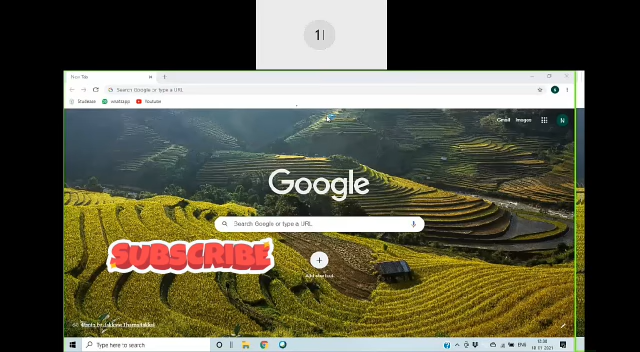 1
New Tab
Search Google or type a URL
whatsapp
Youtube
Gmail
Images
N
Google
Search Google or type a URL
SUBSCRIBE
Add shortcut
Type here to search
ENG